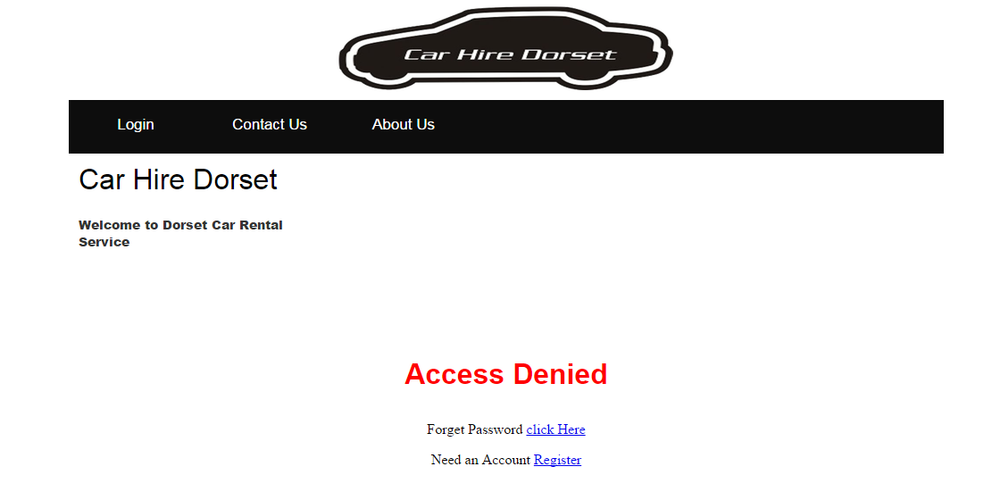 Car Hire Dorset
Login Contact Us About Us
Car Hire Dorset
Welcome to Dorset Car Rental
Service
Access Denied
Forget Password click Here
Need an Account Register